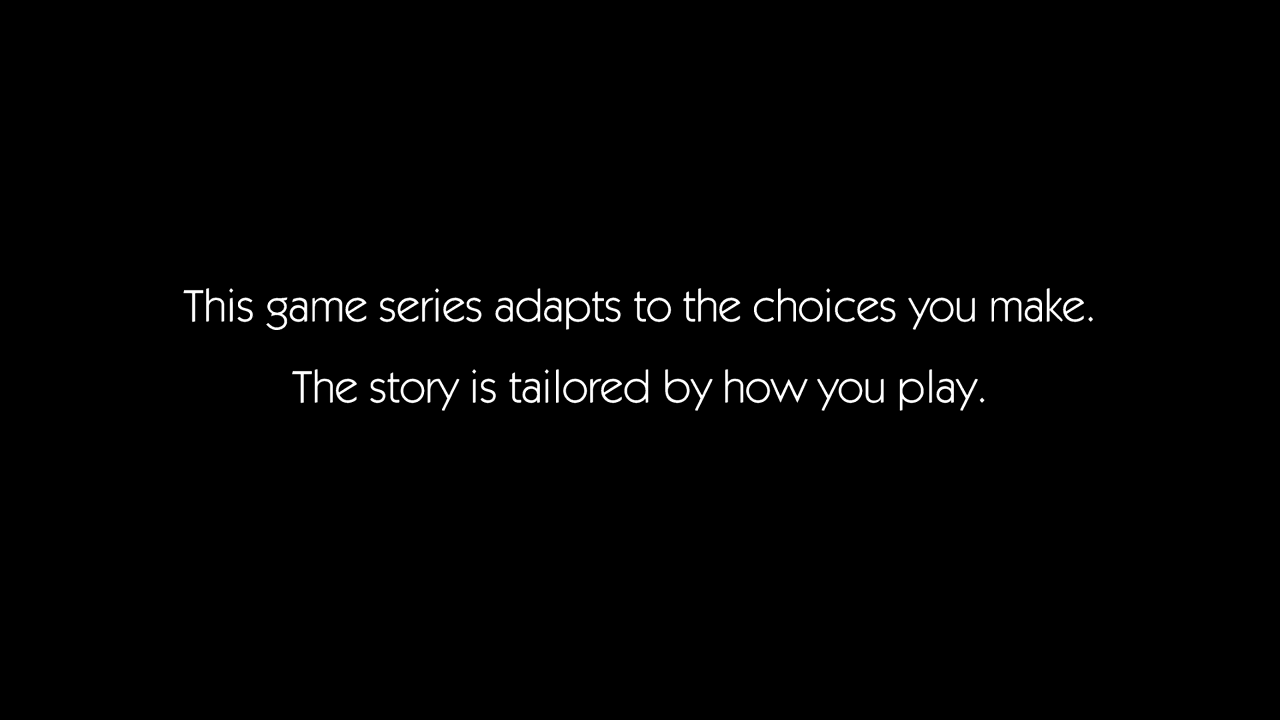 This game series adapts to the choices you make.
The story is tailored by how you play.